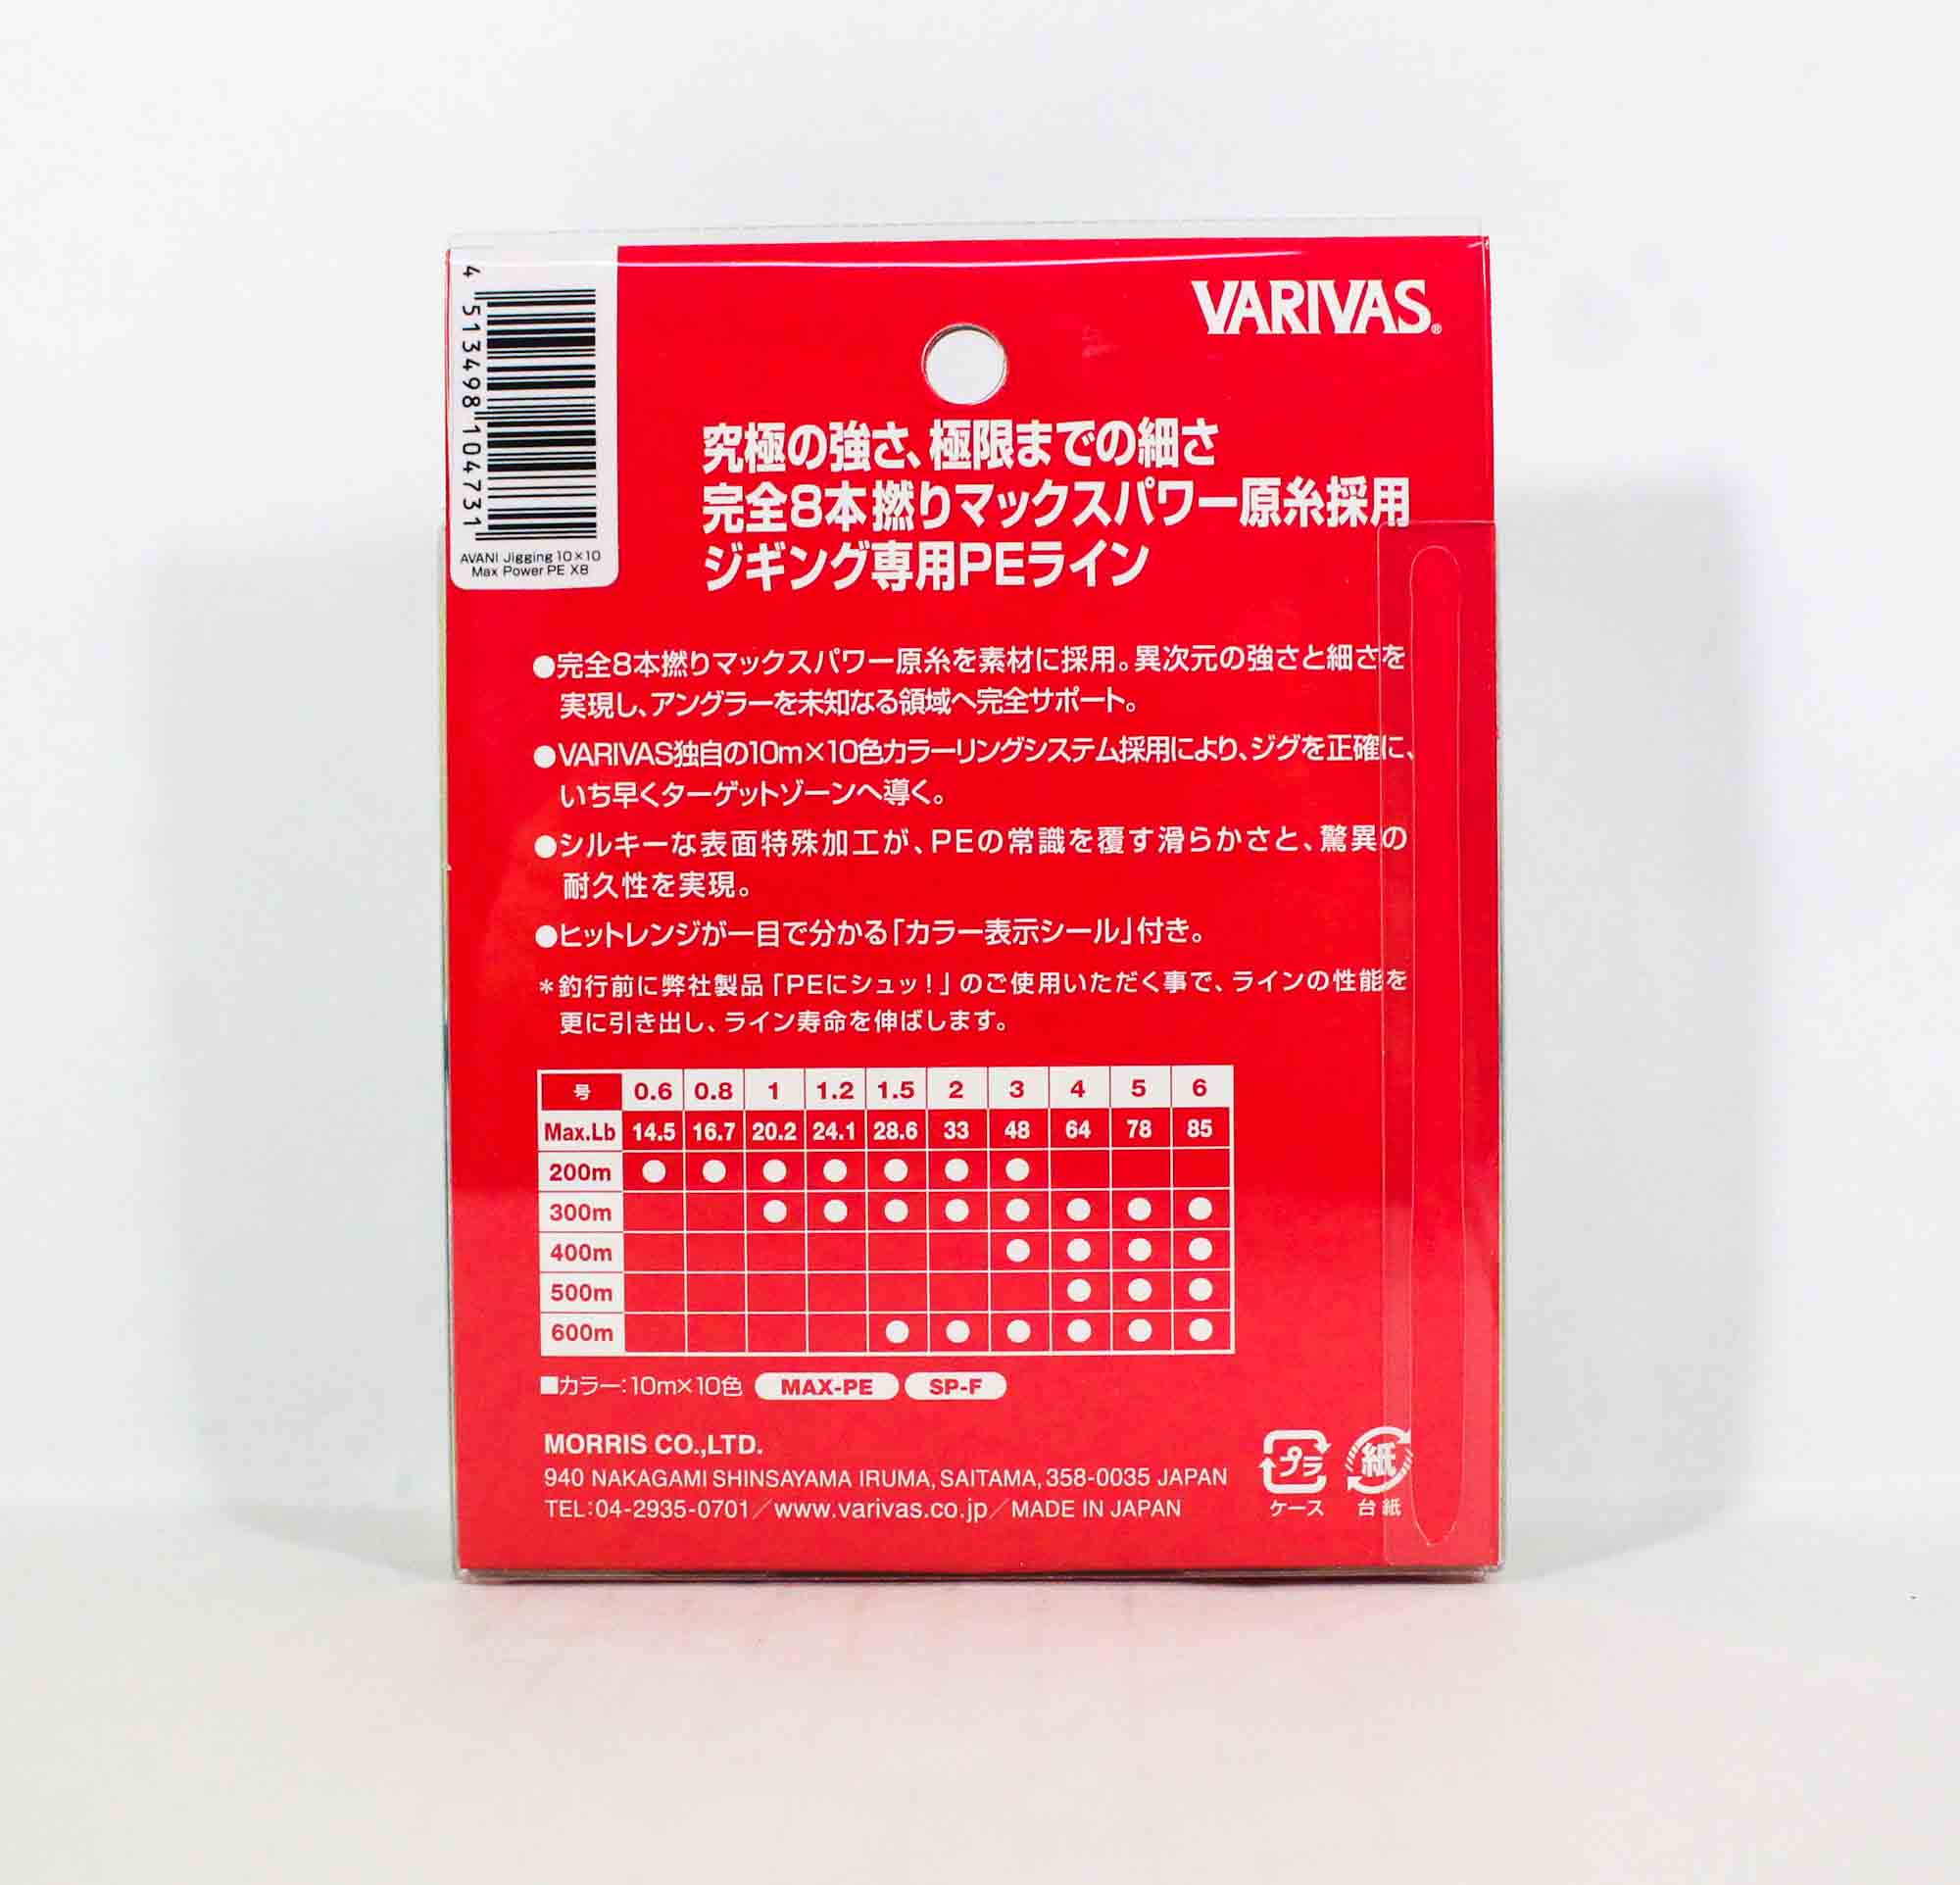 4 513498 104731
AVANI Jigging 10×10
Max Power PE X8
VARIVAS®
究極の強さ、極限までの細さ
完全8本撚りマックスパワー原糸採用
ジギング専用PEライン
●完全8本撚りマックスパワー原糸を素材に採用。異次元の強さと細さを
実現し、アングラーを未知なる領域へ完全サポート。
●VARIVAS独自の10m×10色カラーリングシステム採用により、ジグを正確に、
いち早くターゲットゾーンへ導く。
●シルキーな表面特殊加工が、PEの常識を覆す滑らかさと、驚異の
耐久性を実現。
●ヒットレンジが一目で分かる「カラー表示シール」付き。
＊釣行前に弊社製品「PEにシュッ!」のご使用いただく事で、ラインの性能を
更に引き出し、ライン寿命を伸ばします。
号 0.6 0.8 1 1.2 1.5 2 3 4 5 6
Max.Lb 14.5 16.7 20.2 24.1 28.6 33 48 64 78 85
200m ● ● ● ● ● ● ●
300m ● ● ● ● ● ● ● ●
400m ● ● ● ●
500m ● ● ●
600m ● ● ● ● ● ●
■カラー:10m×10色 MAX-PE SP-F
MORRIS CO.,LTD.
940 NAKAGAMI SHINSAYAMA IRUMA, SAITAMA, 358-0035 JAPAN
TEL:04-2935-0701／www.varivas.co.jp／MADE IN JAPAN
プラ 紙
ケース 台紙